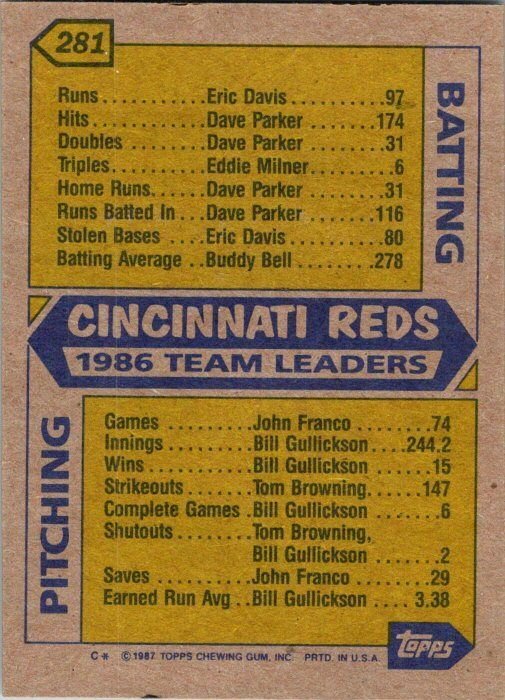 281
BATTING
Runs............Eric Davis............97
Hits..............Dave Parker........174
Doubles.........Dave Parker..........31
Triples...........Eddie Milner..........6
Home Runs......Dave Parker..........31
Runs Batted In...Dave Parker........116
Stolen Bases....Eric Davis............80
Batting Average..Buddy Bell........278
CINCINNATI REDS
1986 TEAM LEADERS
PITCHING
Games..........John Franco..........74
Innings..........Bill Gullickson....244.2
Wins.............Bill Gullickson........15
Strikeouts........Tom Browning......147
Complete Games.Bill Gullickson........6
Shutouts........Tom Browning,
Bill Gullickson........2
Saves...........John Franco..........29
Earned Run Avg..Bill Gullickson....3.38
topps
C* © 1987 TOPPS CHEWING GUM, INC. PRTD. IN U.S.A.